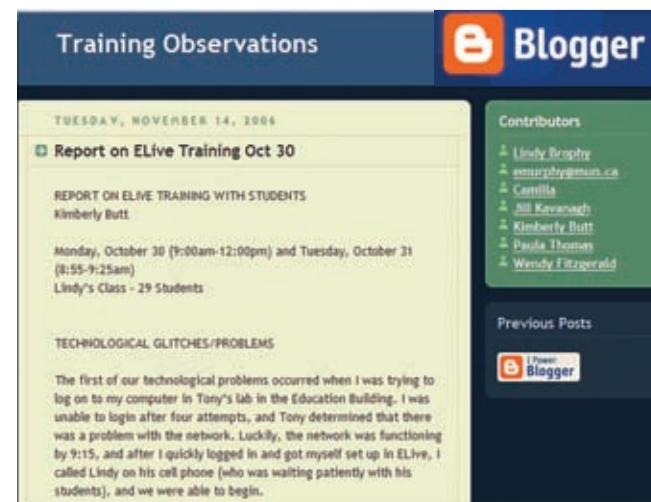 Training Observations
Blogger
TUESDAY, NOVEMBER 14, 2006
Report on ELive Training Oct 30
REPORT ON ELIVE TRAINING WITH STUDENTS
Kimberly Butt
Monday, October 30 (9:00am-12:00pm) and Tuesday, October 31
(8:55-9:25am)
Lindy's Class - 29 Students
TECHNOLOGICAL GLITCHES/PROBLEMS
The first of our technological problems occurred when I was trying to
log on to my computer in Tony's lab in the Education Building. I was
unable to login after four attempts, and Tony determined that there
was a problem with the network. Luckily, the network was functioning
by 9:15, and after I quickly logged in and got myself set up in ELive, I
called Lindy on his cell phone (who was waiting patiently with his
students), and we were able to begin.
Contributors
Lindy Brophy
emurphy@mun.ca
Camilla
Jill Kavanagh
Kimberly Butt
Paula Thomas
Wendy Fitzgerald
Previous Posts
I Power
Blogger